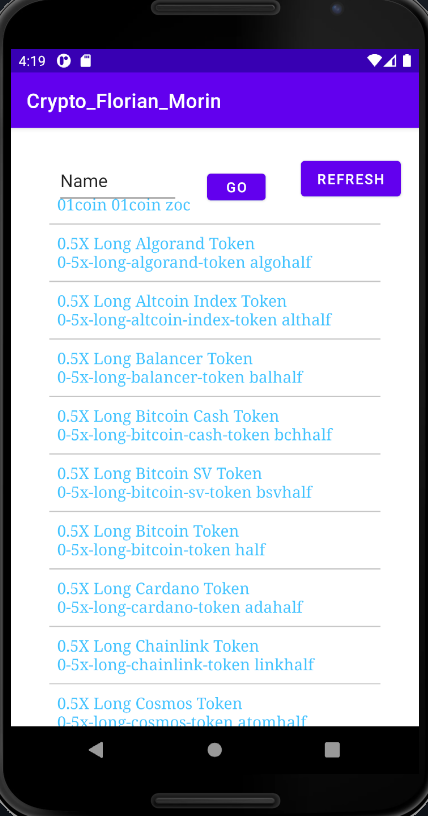 4:19
Crypto_Florian_Morin
Name
GO
REFRESH
01coin 01coin zoc
0.5X Long Algorand Token
0-5x-long-algorand-token algohalf
0.5X Long Altcoin Index Token
0-5x-long-altcoin-index-token althalf
0.5X Long Balancer Token
0-5x-long-balancer-token balhalf
0.5X Long Bitcoin Cash Token
0-5x-long-bitcoin-cash-token bchhalf
0.5X Long Bitcoin SV Token
0-5x-long-bitcoin-sv-token bsvhalf
0.5X Long Bitcoin Token
0-5x-long-bitcoin-token half
0.5X Long Cardano Token
0-5x-long-cardano-token adahalf
0.5X Long Chainlink Token
0-5x-long-chainlink-token linkhalf
0.5X Long Cosmos Token
0-5x-long-cosmos-token atomhalf